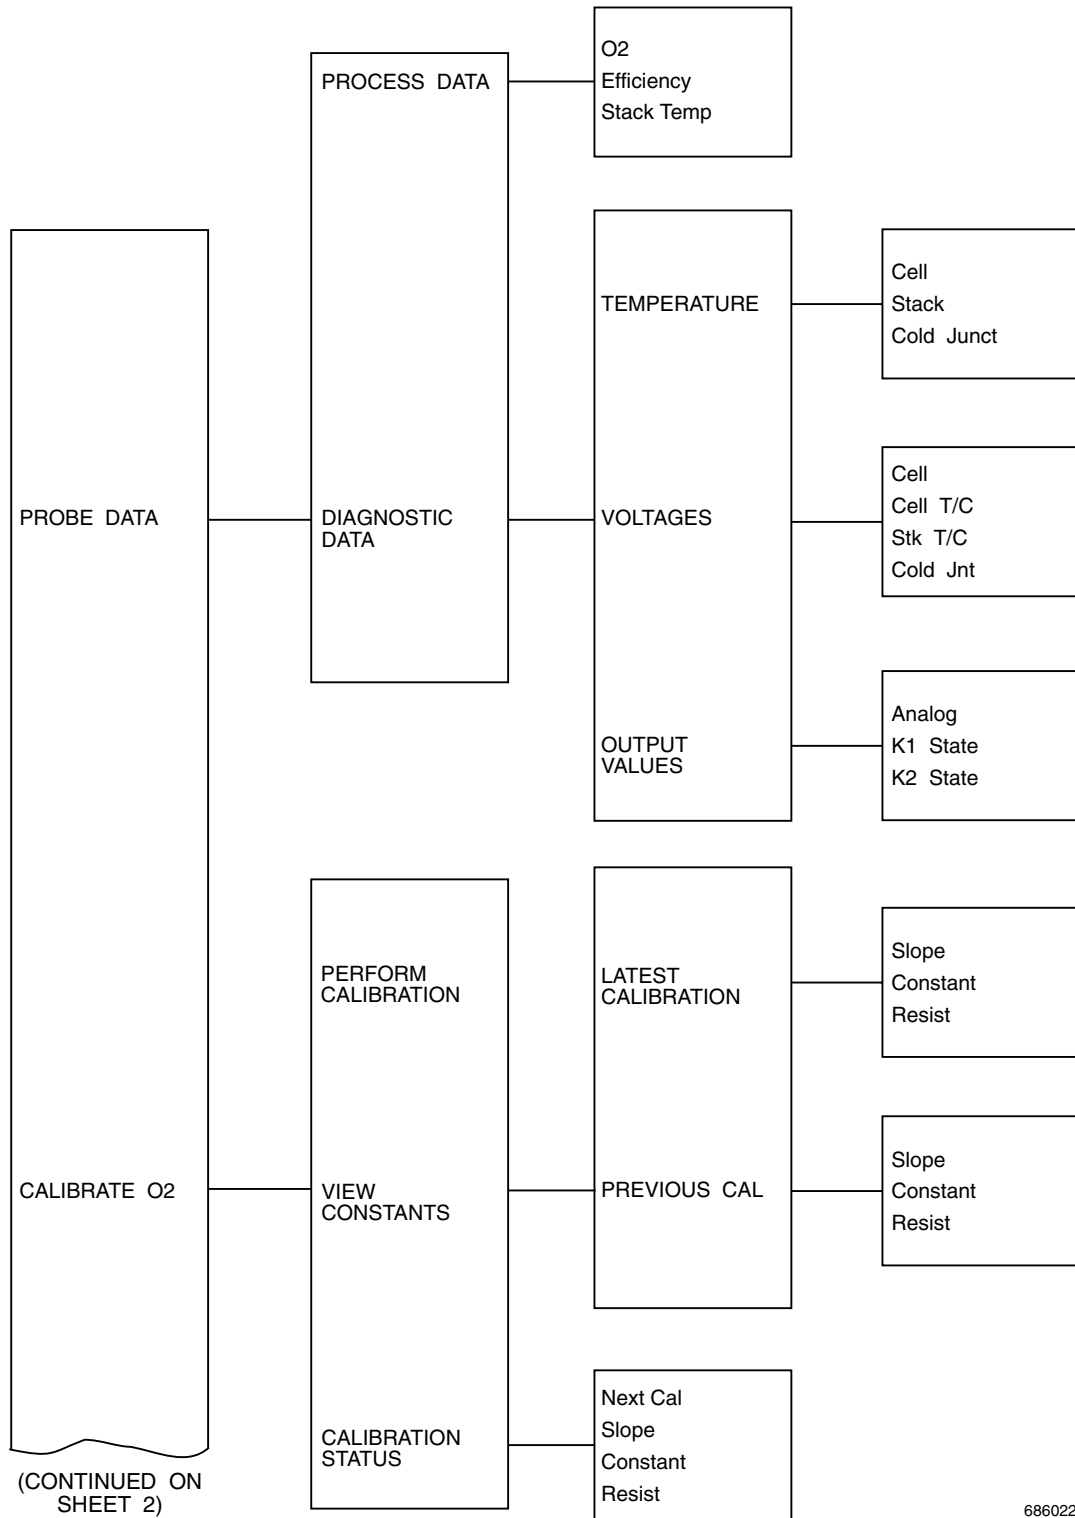 PROBE DATA
CALIBRATE O2
(CONTINUED ON
SHEET 2)
PROCESS DATA
DIAGNOSTIC
DATA
O2
Efficiency
Stack Temp
TEMPERATURE
VOLTAGES
OUTPUT
VALUES
Cell
Stack
Cold Junct
Cell
Cell T/C
Stk T/C
Cold Jnt
Analog
K1 State
K2 State
PERFORM
CALIBRATION
VIEW
CONSTANTS
CALIBRATION
STATUS
LATEST
CALIBRATION
PREVIOUS CAL
Slope
Constant
Resist
Slope
Constant
Resist
Next Cal
Slope
Constant
Resist
686022